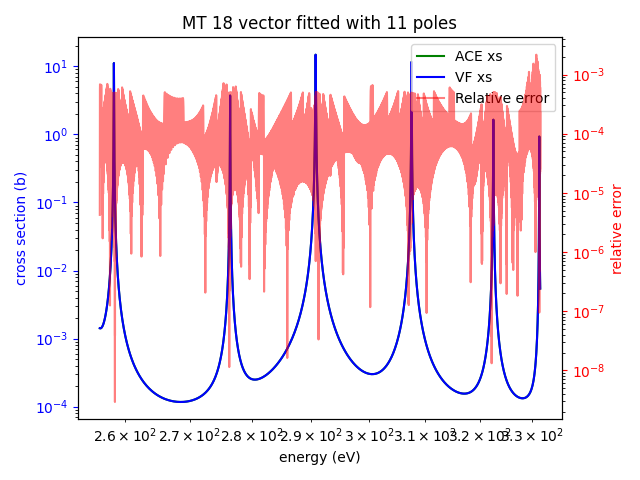 MT 18 vector fitted with 11 poles
ACE xs
VF xs
Relative error
cross section (b)
10¹
10⁰
10⁻¹
10⁻²
10⁻³
10⁻⁴
10⁻³
10⁻⁴
10⁻⁵
10⁻⁶
10⁻⁷
10⁻⁸
relative error
2.6 × 10² 2.7 × 10² 2.8 × 10² 2.9 × 10² 3 × 10² 3.1 × 10² 3.2 × 10² 3.3 × 10²
energy (eV)